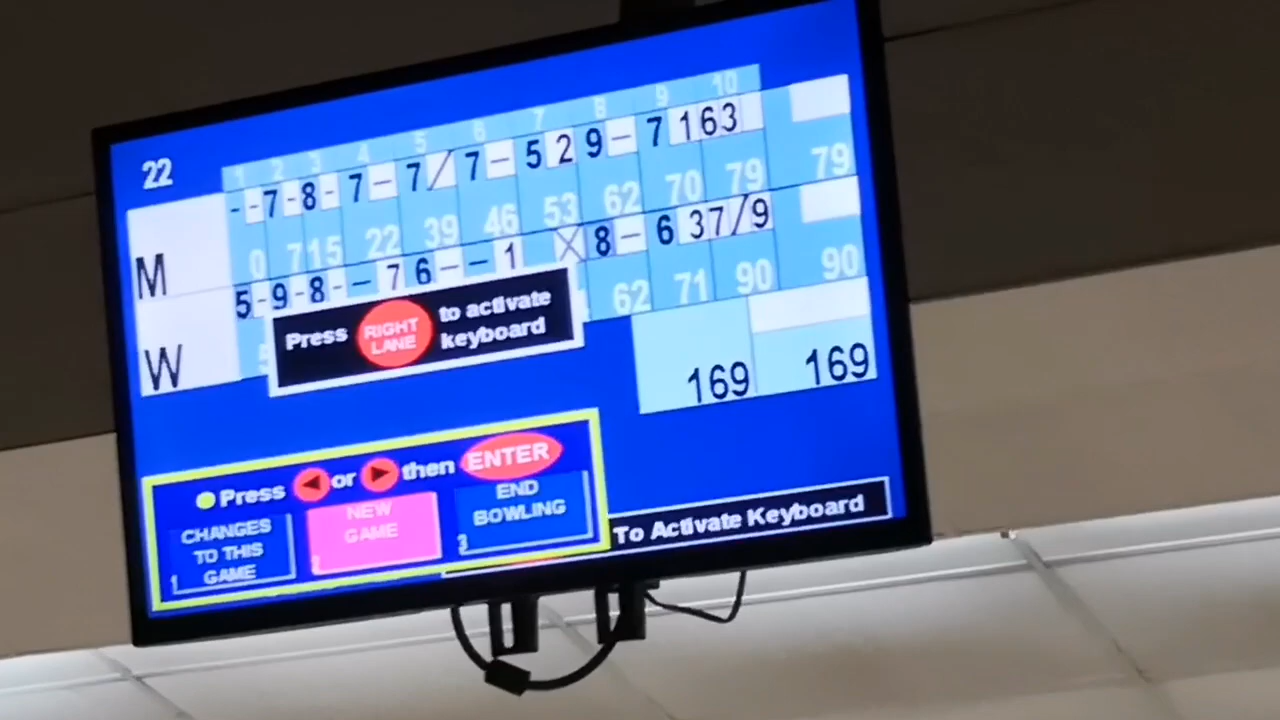 22
1 2 3 4 5 6 7 8 9 10
M
- - 7 - 8 - 7 - 7 / 7 - 5 2 9 - 7 1 6 3
0 7 15 22 39 46 53 62 70 79 79
W
5 - 9 - 8 - - 7 6 - - 1 X 8 - 6 3 7 / 9
62 71 90 90
Press RIGHT LANE to activate keyboard
169 169
Press ◄ or ► then ENTER
1 CHANGES TO THIS GAME
2 NEW GAME
3 END BOWLING
To Activate Keyboard